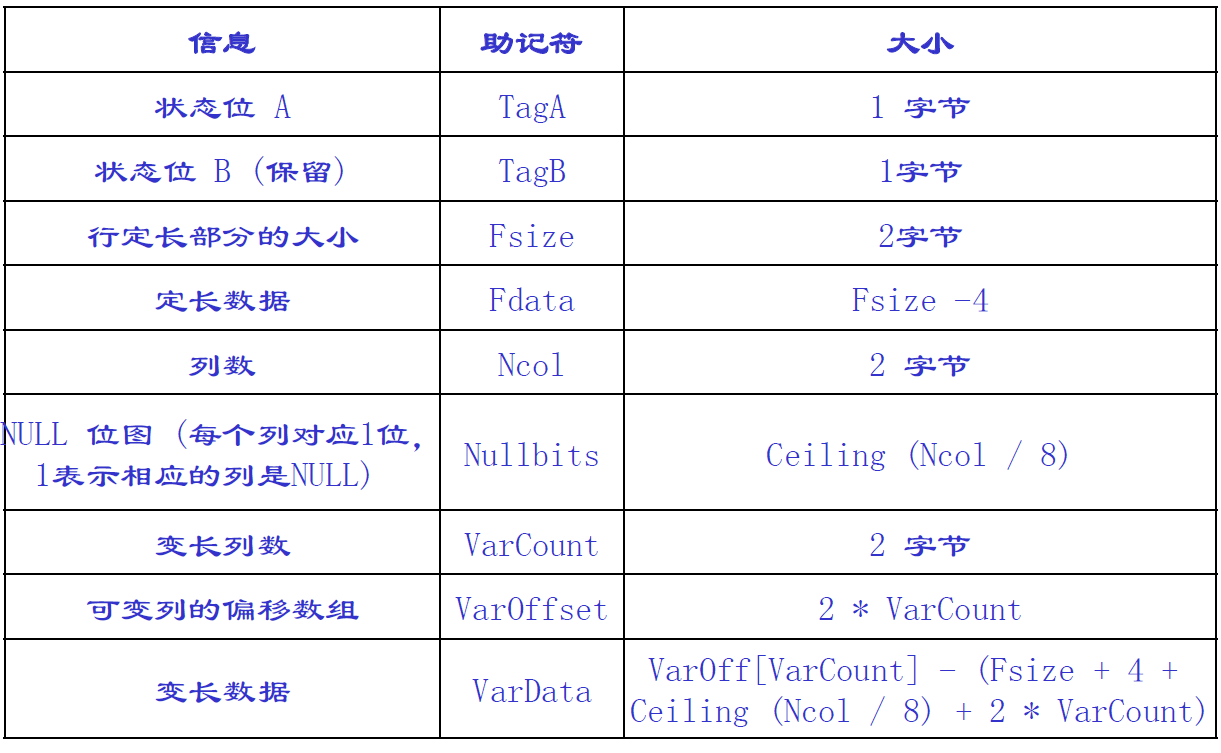 信息 助记符 大小
状态位 A TagA 1 字节
状态位 B (保留) TagB 1字节
行定长部分的大小 Fsize 2字节
定长数据 Fdata Fsize -4
列数 Ncol 2 字节
NULL 位图 (每个列对应1位,
1表示相应的列是NULL) Nullbits Ceiling (Ncol / 8)
变长列数 VarCount 2 字节
可变列的偏移数组 VarOffset 2 * VarCount
变长数据 VarData VarOff[VarCount] - (Fsize + 4 +
Ceiling (Ncol / 8) + 2 * VarCount)